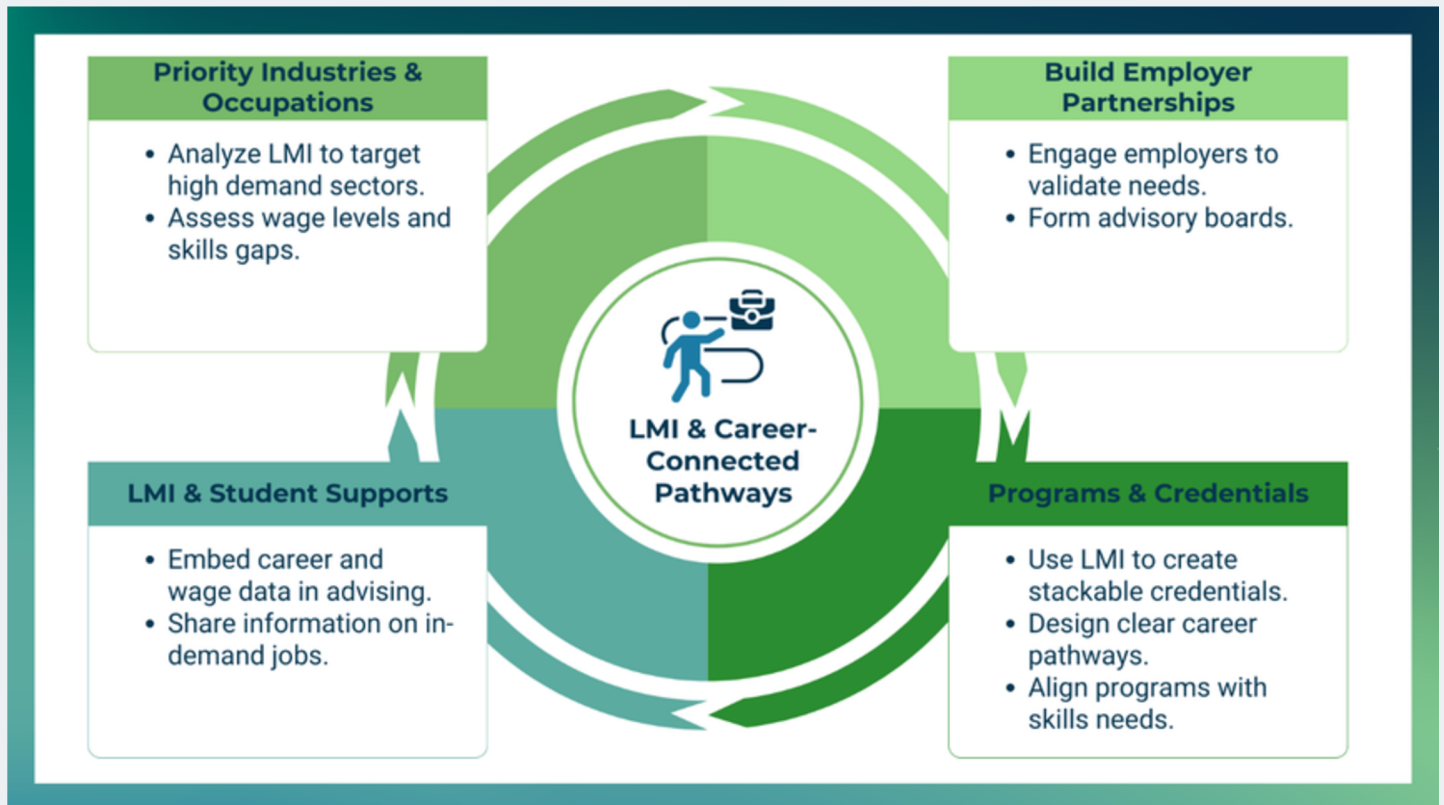 Priority Industries &
Occupations
• Analyze LMI to target
high demand sectors.
• Assess wage levels and
skills gaps.
Build Employer
Partnerships
• Engage employers to
validate needs.
• Form advisory boards.
LMI & Career-
Connected
Pathways
LMI & Student Supports
• Embed career and
wage data in advising.
• Share information on in-
demand jobs.
Programs & Credentials
• Use LMI to create
stackable credentials.
• Design clear career
pathways.
• Align programs with
skills needs.